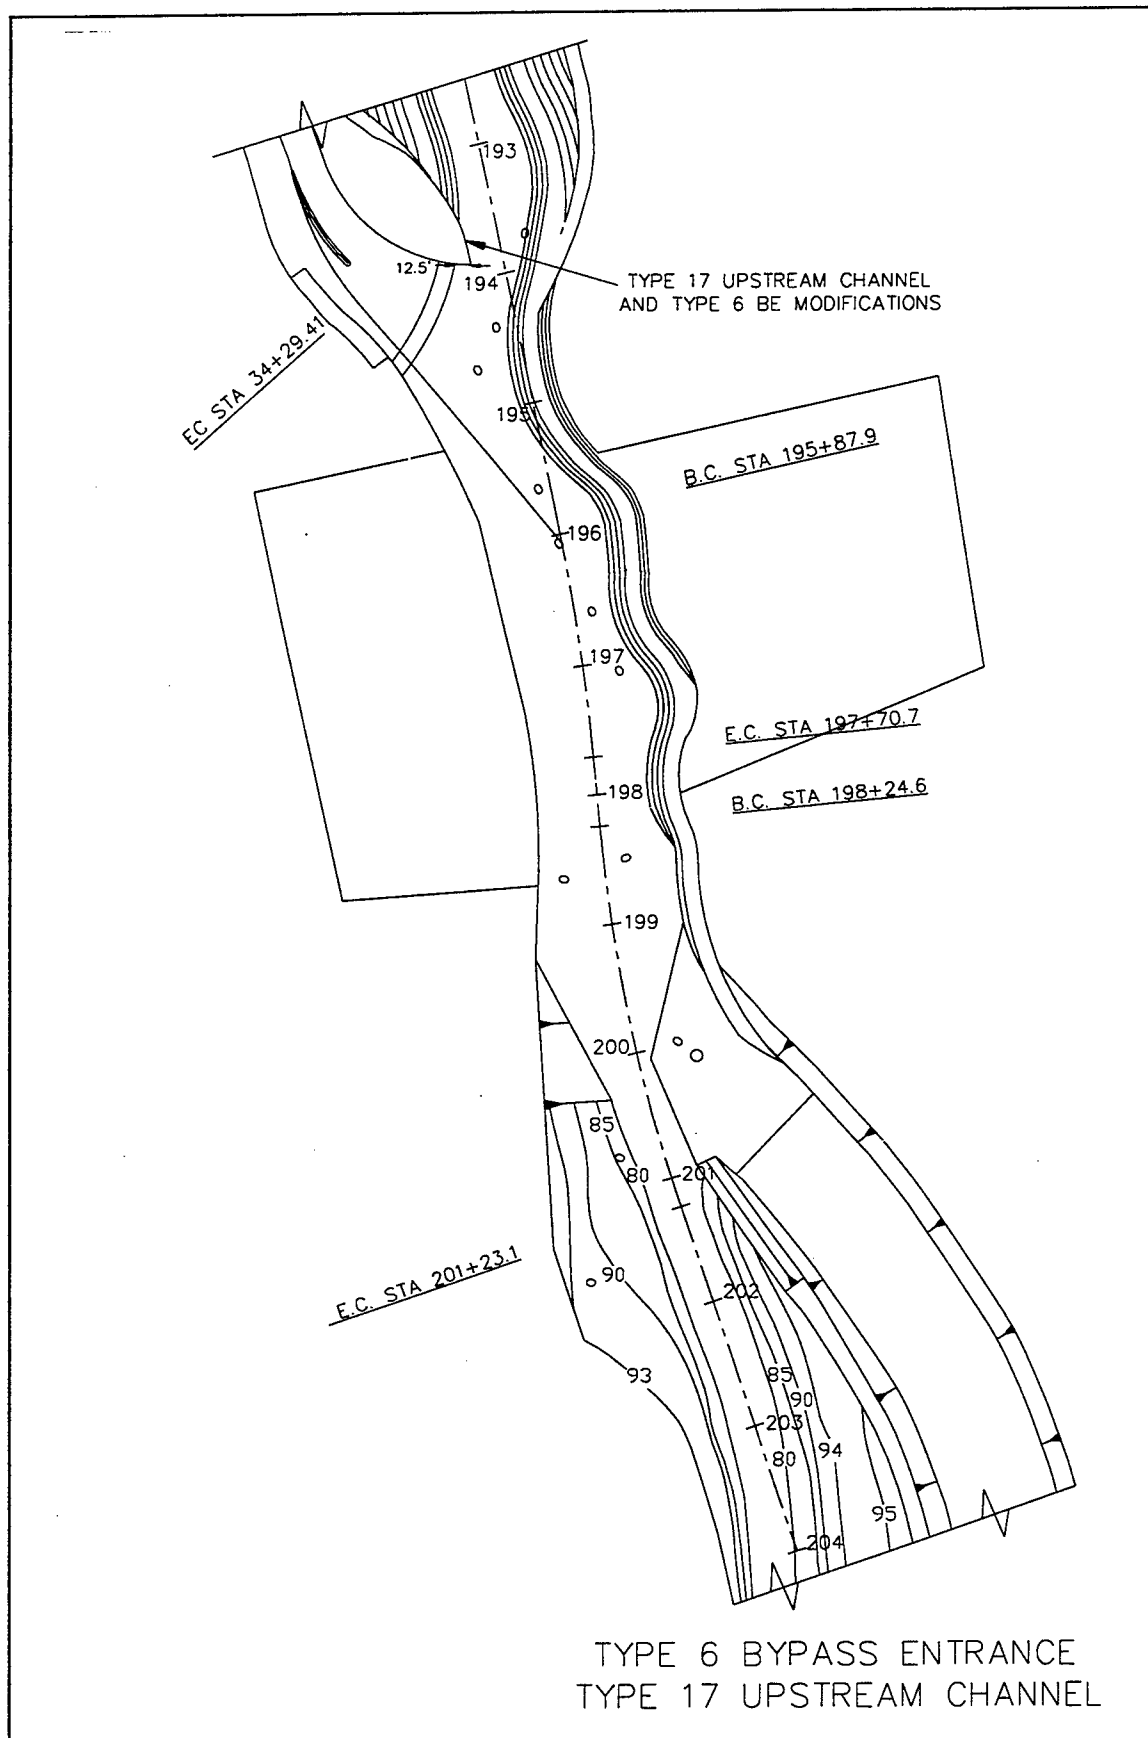 193
12.5'
194
TYPE 17 UPSTREAM CHANNEL
AND TYPE 6 BE MODIFICATIONS
EC STA 34+29.41
195
B.C. STA 195+87.9
196
197
E.C. STA 197+70.7
198
B.C. STA 198+24.6
199
200
85
80
201
E.C. STA 201+23.1
90
202
93
85
90
203
94
80
95
204
TYPE 6 BYPASS ENTRANCE
TYPE 17 UPSTREAM CHANNEL